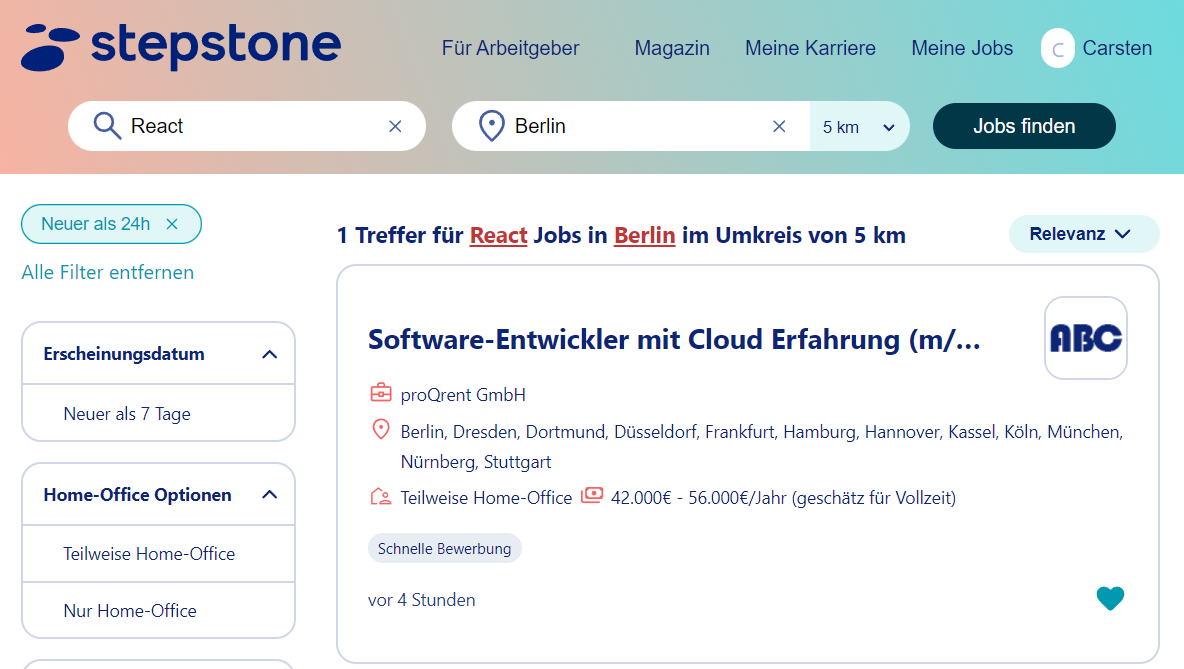 stepstone
Für Arbeitgeber Magazin Meine Karriere Meine Jobs C Carsten
React Berlin 5 km Jobs finden
Neuer als 24h
Alle Filter entfernen
1 Treffer für React Jobs in Berlin im Umkreis von 5 km
Relevanz
Erscheinungsdatum
Neuer als 7 Tage
Home-Office Optionen
Teilweise Home-Office
Nur Home-Office
Software-Entwickler mit Cloud Erfahrung (m/...
ABC
proQrent GmbH
Berlin, Dresden, Dortmund, Düsseldorf, Frankfurt, Hamburg, Hannover, Kassel, Köln, München,
Nürnberg, Stuttgart
Teilweise Home-Office 42.000€ - 56.000€/Jahr (geschätz für Vollzeit)
Schnelle Bewerbung
vor 4 Stunden